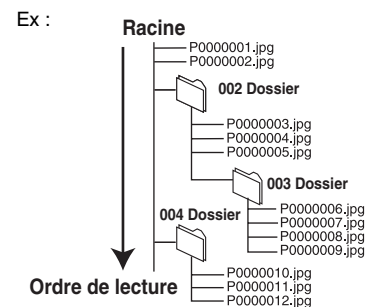 Ex :
Racine
P0000001.jpg
P0000002.jpg
002 Dossier
P0000003.jpg
P0000004.jpg
P0000005.jpg
003 Dossier
P0000006.jpg
P0000007.jpg
P0000008.jpg
P0000009.jpg
004 Dossier
P0000010.jpg
P0000011.jpg
P0000012.jpg
Ordre de lecture